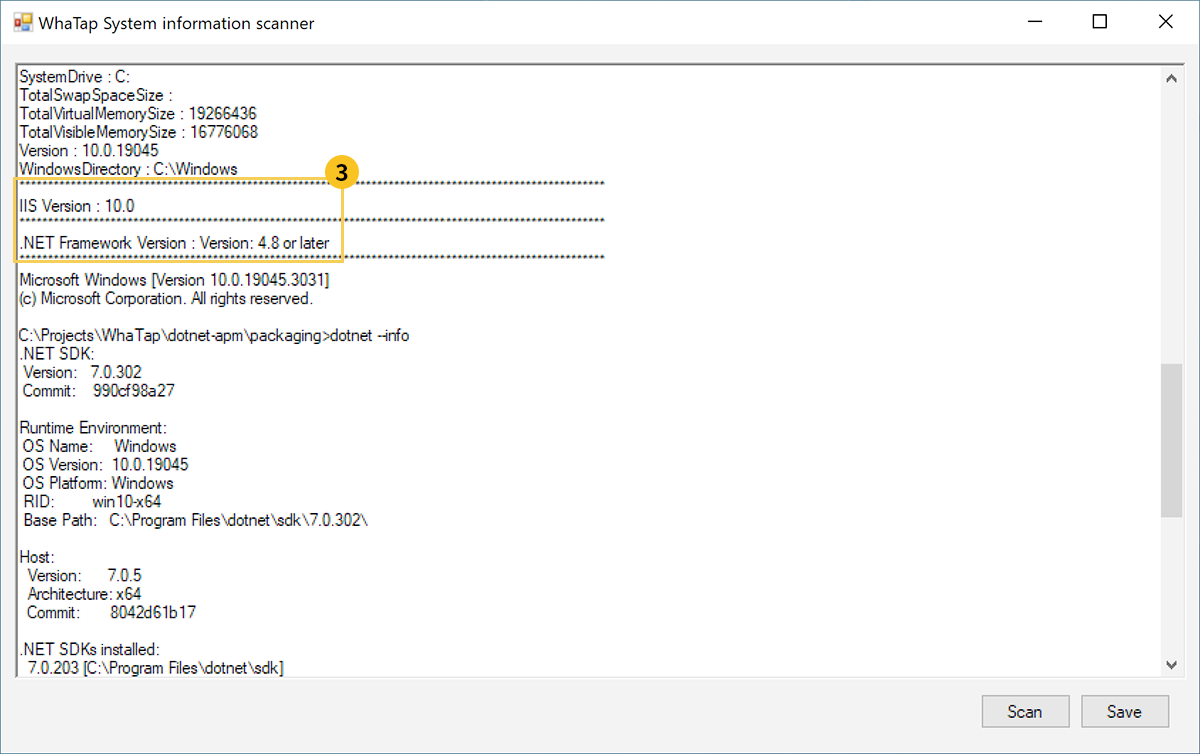 WhaTap System information scanner
SystemDrive : C:
TotalSwapSpaceSize :
TotalVirtualMemorySize : 19266436
TotalVisibleMemorySize : 16776068
Version : 10.0.19045
WindowsDirectory : C:\Windows
3
IIS Version : 10.0
.NET Framework Version : Version: 4.8 or later
Microsoft Windows [Version 10.0.19045.3031]
(c) Microsoft Corporation. All rights reserved.
C:\Projects\WhaTap\dotnet-apm\packaging>dotnet --info
.NET SDK:
Version: 7.0.302
Commit: 990cf98a27
Runtime Environment:
OS Name: Windows
OS Version: 10.0.19045
OS Platform: Windows
RID: win10-x64
Base Path: C:\Program Files\dotnet\sdk\7.0.302\
Host:
Version: 7.0.5
Architecture: x64
Commit: 8042d61b17
.NET SDKs installed:
7.0.203 [C:\Program Files\dotnet\sdk]
Scan
Save